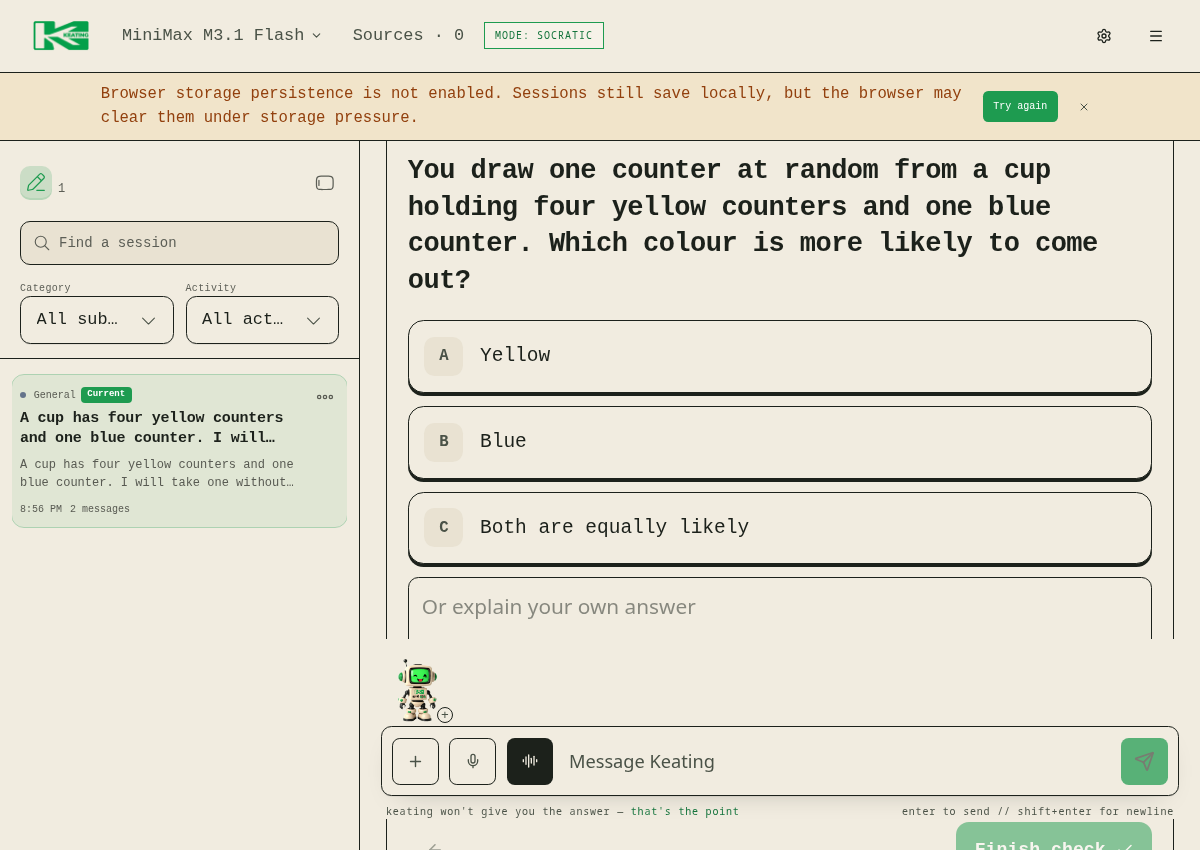 KEATING
MiniMax M3.1 Flash
Sources · 0
MODE: SOCRATIC
Browser storage persistence is not enabled. Sessions still save locally, but the browser may
clear them under storage pressure.
Try again
1
Find a session
Category
Activity
All sub…
All act…
General
Current
A cup has four yellow counters
and one blue counter. I will…
A cup has four yellow counters and one
blue counter. I will take one without…
8:56 PM 2 messages
You draw one counter at random from a cup
holding four yellow counters and one blue
counter. Which colour is more likely to come
out?
A Yellow
B Blue
C Both are equally likely
Or explain your own answer
Message Keating
keating won't give you the answer — that's the point
enter to send // shift+enter for newline
Finish check